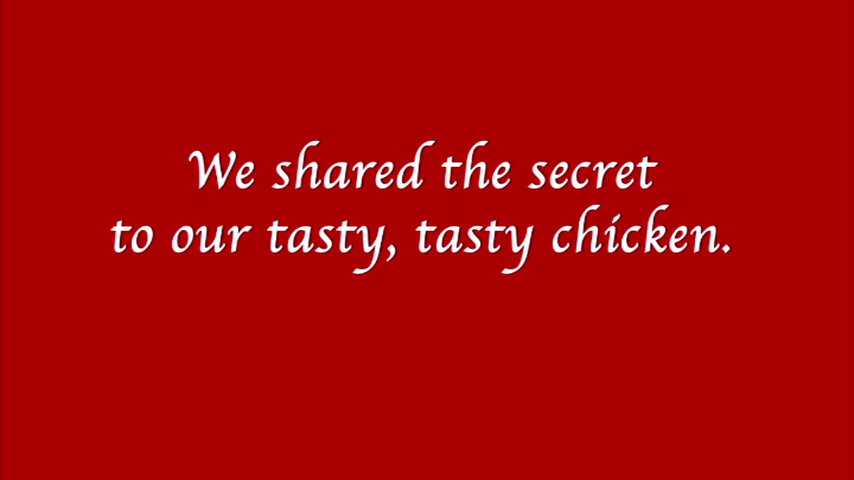 We shared the secret
to our tasty, tasty chicken.